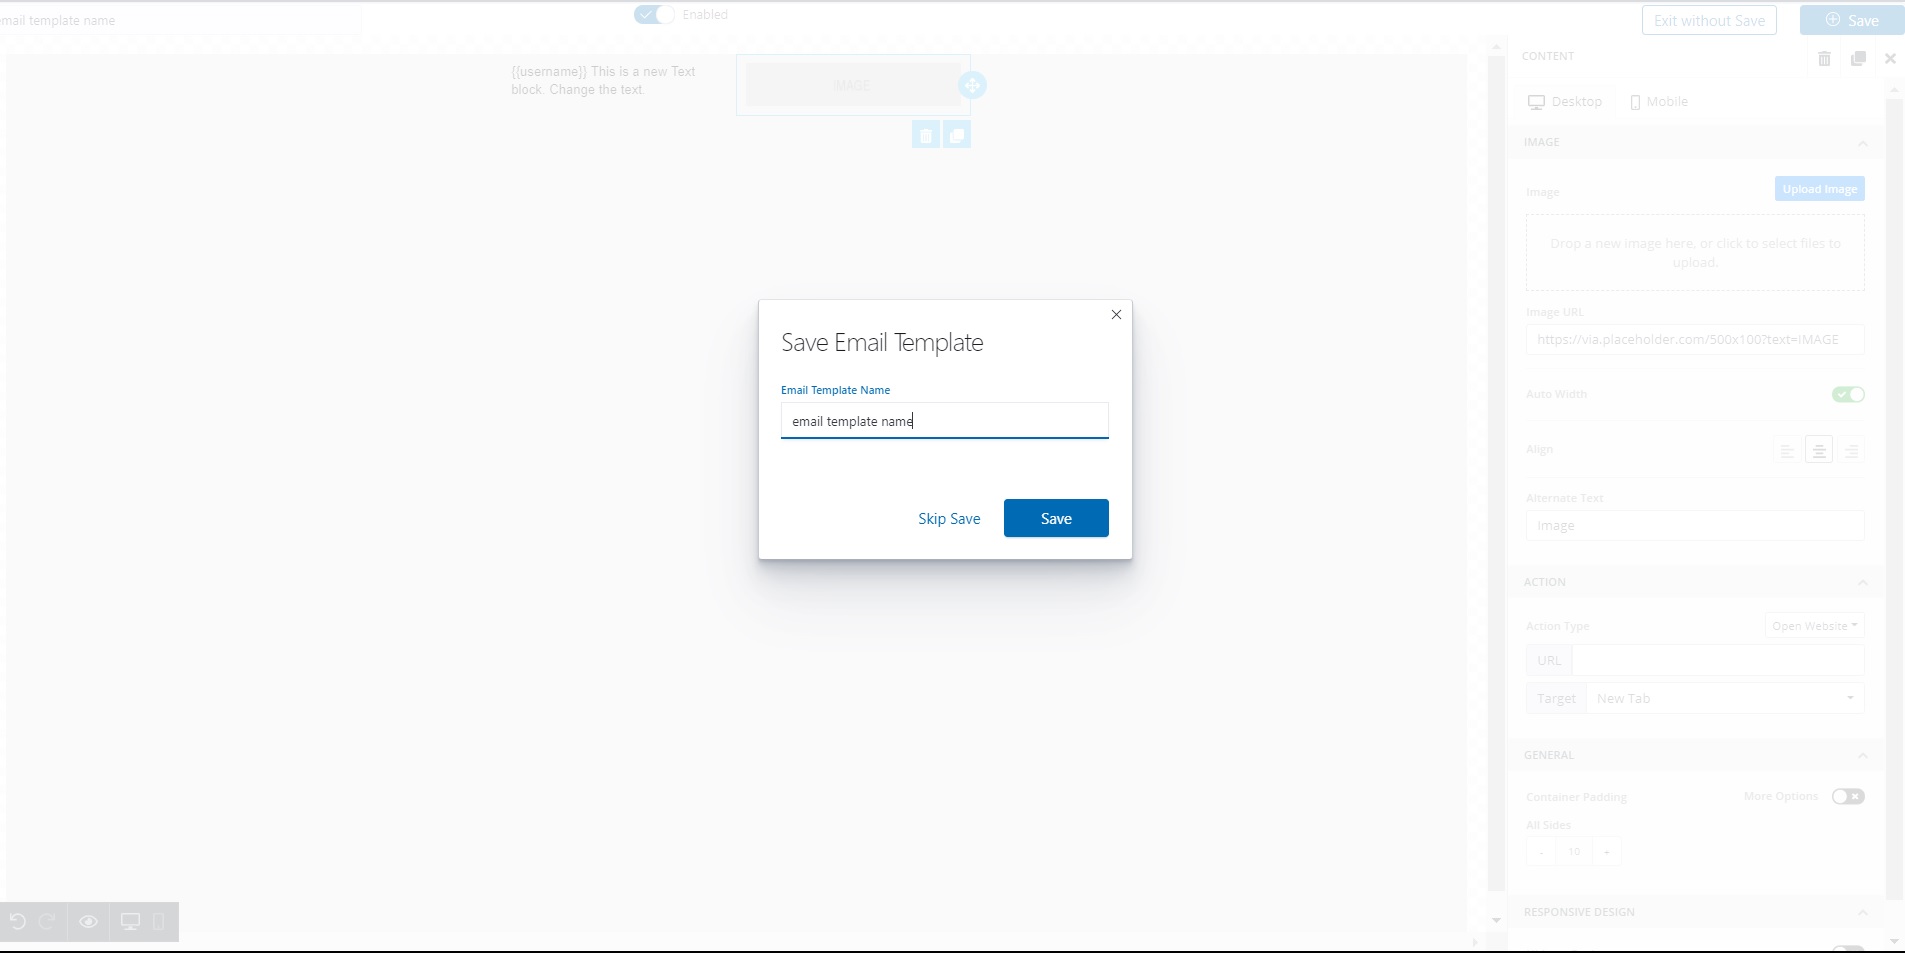 email template name
Enabled
Exit without Save
Save
{{username}} This is a new Text
block. Change the text.
IMAGE
CONTENT
Desktop
Mobile
IMAGE
Image
Upload Image
Drop a new image here, or click to select files to
upload.
Image URL
https://via.placeholder.com/500x100?text=IMAGE
Auto Width
Align
Alternate Text
Image
ACTION
Action Type
Open Website
URL
Target
New Tab
GENERAL
Container Padding
More Options
All Sides
-
10
+
RESPONSIVE DESIGN
Save Email Template
Email Template Name
email template name
Skip Save
Save